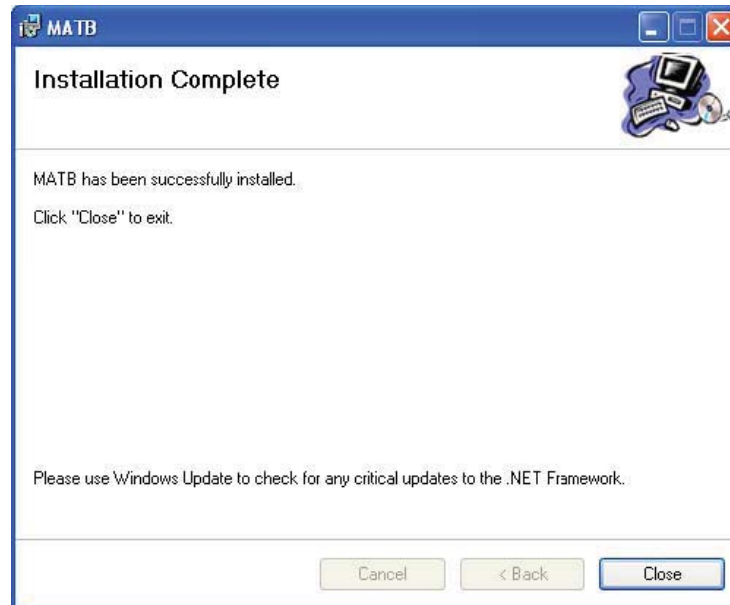 MATB
Installation Complete
MATB has been successfully installed.
Click "Close" to exit.
Please use Windows Update to check for any critical updates to the .NET Framework.
Cancel
< Back
Close